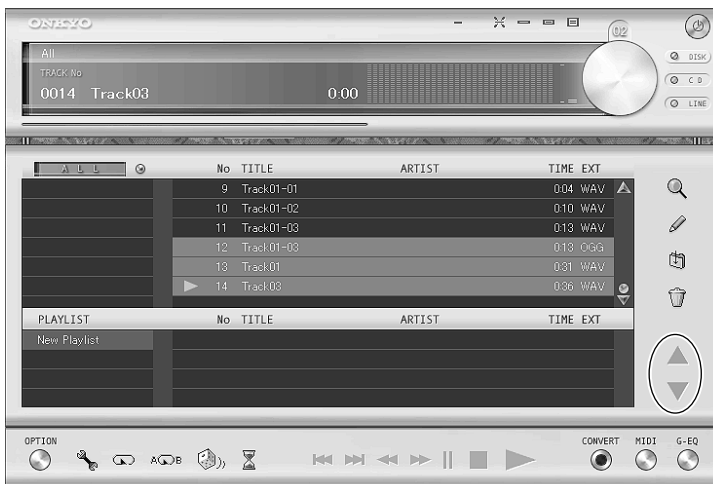 ONKYO
02
All
DISK
TRACK No
CD
0014 Track03 0:00
LINE
ALL
No TITLE ARTIST TIME EXT
9 Track01-01 0:04 WAV
10 Track01-02 0:10 WAV
11 Track01-03 0:13 WAV
12 Track01-03 0:13 OGG
13 Track01 0:31 WAV
14 Track03 0:36 WAV
PLAYLIST No TITLE ARTIST TIME EXT
New Playlist
OPTION CONVERT MIDI G-EQ
A B